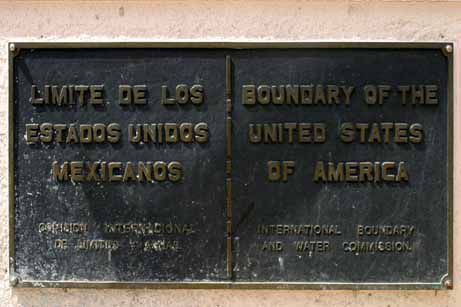 LIMITE DE LOS
ESTADOS UNIDOS
MEXICANOS
COMISION INTERNACIONAL
DE LIMITES Y AGUAS
BOUNDARY OF THE
UNITED STATES
OF AMERICA
INTERNATIONAL BOUNDARY
AND WATER COMMISSION.